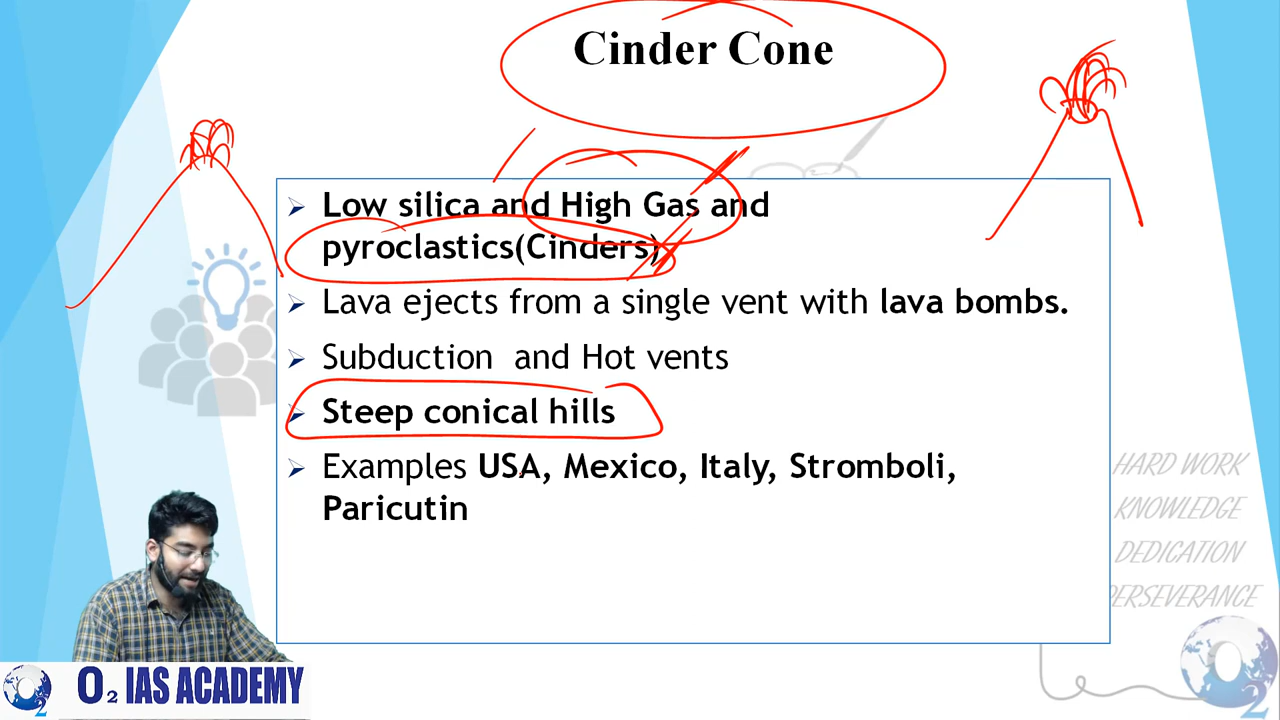 Cinder Cone
Low silica and High Gas and
pyroclastics(Cinders)
Lava ejects from a single vent with lava bombs.
Subduction and Hot vents
Steep conical hills
Examples USA, Mexico, Italy, Stromboli,
Paricutin
HARD WORK
KNOWLEDGE
DEDICATION
PERSEVERANCE
O2 IAS ACADEMY
2